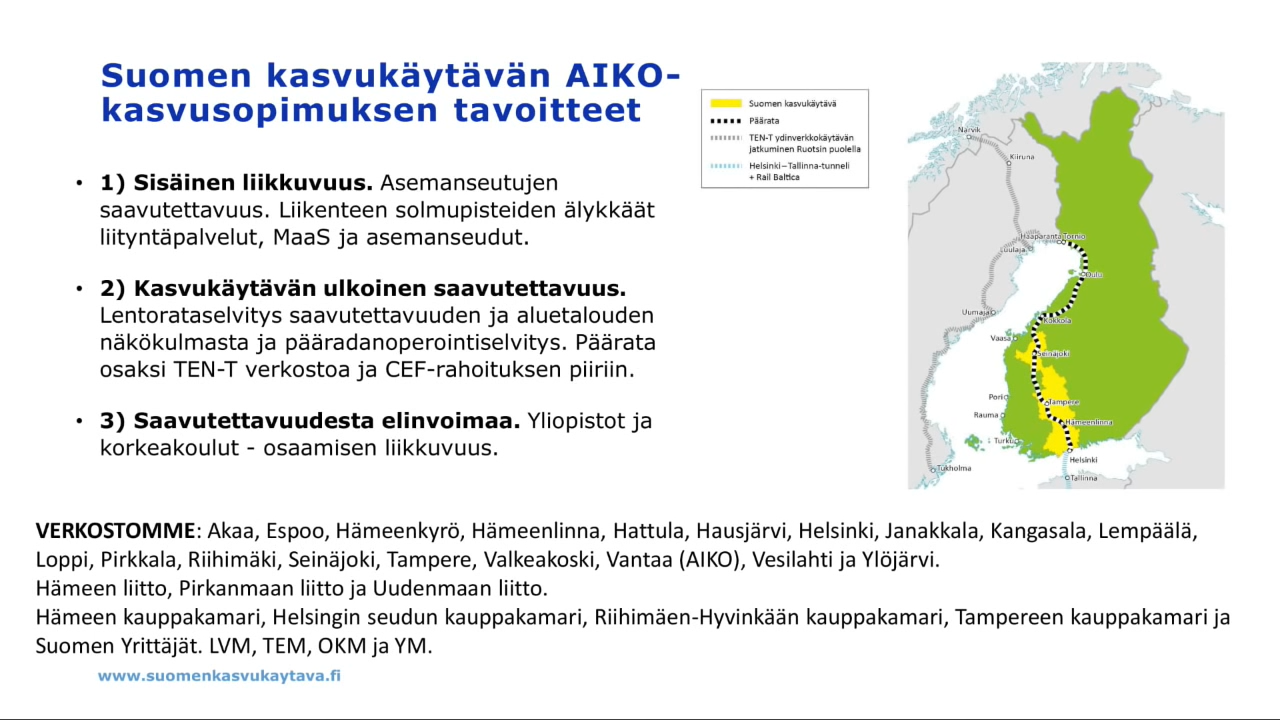 Suomen kasvukäytävän AIKO-
kasvusopimuksen tavoitteet
• 1) Sisäinen liikkuvuus. Asemanseutujen
saavutettavuus. Liikenteen solmupisteiden älykkäät
liityntäpalvelut, MaaS ja asemanseudut.
• 2) Kasvukäytävän ulkoinen saavutettavuus.
Lentorataselvitys saavutettavuuden ja aluetalouden
näkökulmasta ja pääradanoperointiselvitys. Päärata
osaksi TEN-T verkostoa ja CEF-rahoituksen piiriin.
• 3) Saavutettavuudesta elinvoimaa. Yliopistot ja
korkeakoulut - osaamisen liikkuvuus.
Suomen kasvukäytävä
Päärata
TEN-T ydinverkkokäytävän
jatkuminen Ruotsin puolella
Helsinki–Tallinna-tunneli
+ Rail Baltica
Narvik
Kiiruna
Haaparanta Tornio
Luulaja
Oulu
Uumaja
Kokkola
Vaasa
Seinäjoki
Pori
Tampere
Rauma
Hämeenlinna
Turku
Helsinki
Tukholma
Tallinna
VERKOSTOMME: Akaa, Espoo, Hämeenkyrö, Hämeenlinna, Hattula, Hausjärvi, Helsinki, Janakkala, Kangasala, Lempäälä,
Loppi, Pirkkala, Riihimäki, Seinäjoki, Tampere, Valkeakoski, Vantaa (AIKO), Vesilahti ja Ylöjärvi.
Hämeen liitto, Pirkanmaan liitto ja Uudenmaan liitto.
Hämeen kauppakamari, Helsingin seudun kauppakamari, Riihimäen-Hyvinkään kauppakamari, Tampereen kauppakamari ja
Suomen Yrittäjät. LVM, TEM, OKM ja YM.
www.suomenkasvukaytava.fi